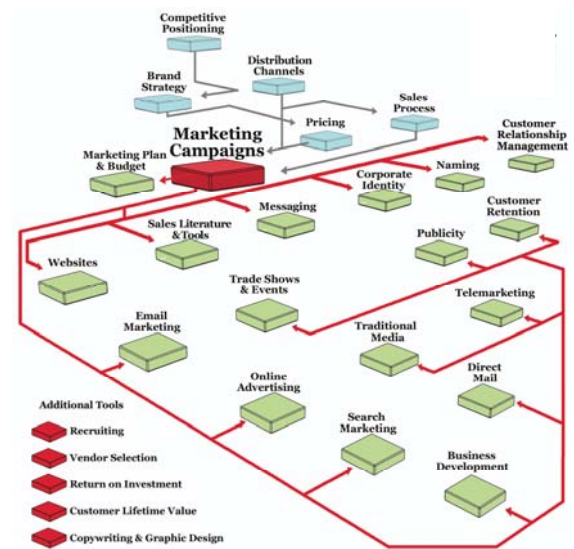 Competitive
Positioning
Distribution
Channels
Brand
Strategy
Sales
Process
Pricing
Marketing
Campaigns
Customer
Relationship
Management
Marketing Plan
& Budget
Corporate
Identity
Naming
Messaging
Customer
Retention
Sales Literature
&Tools
Publicity
Websites
Trade Shows
& Events
Telemarketing
Email
Marketing
Traditional
Media
Direct
Mail
Online
Advertising
Search
Marketing
Business
Development
Additional Tools
Recruiting
Vendor Selection
Return on Investment
Customer Lifetime Value
Copywriting & Graphic Design